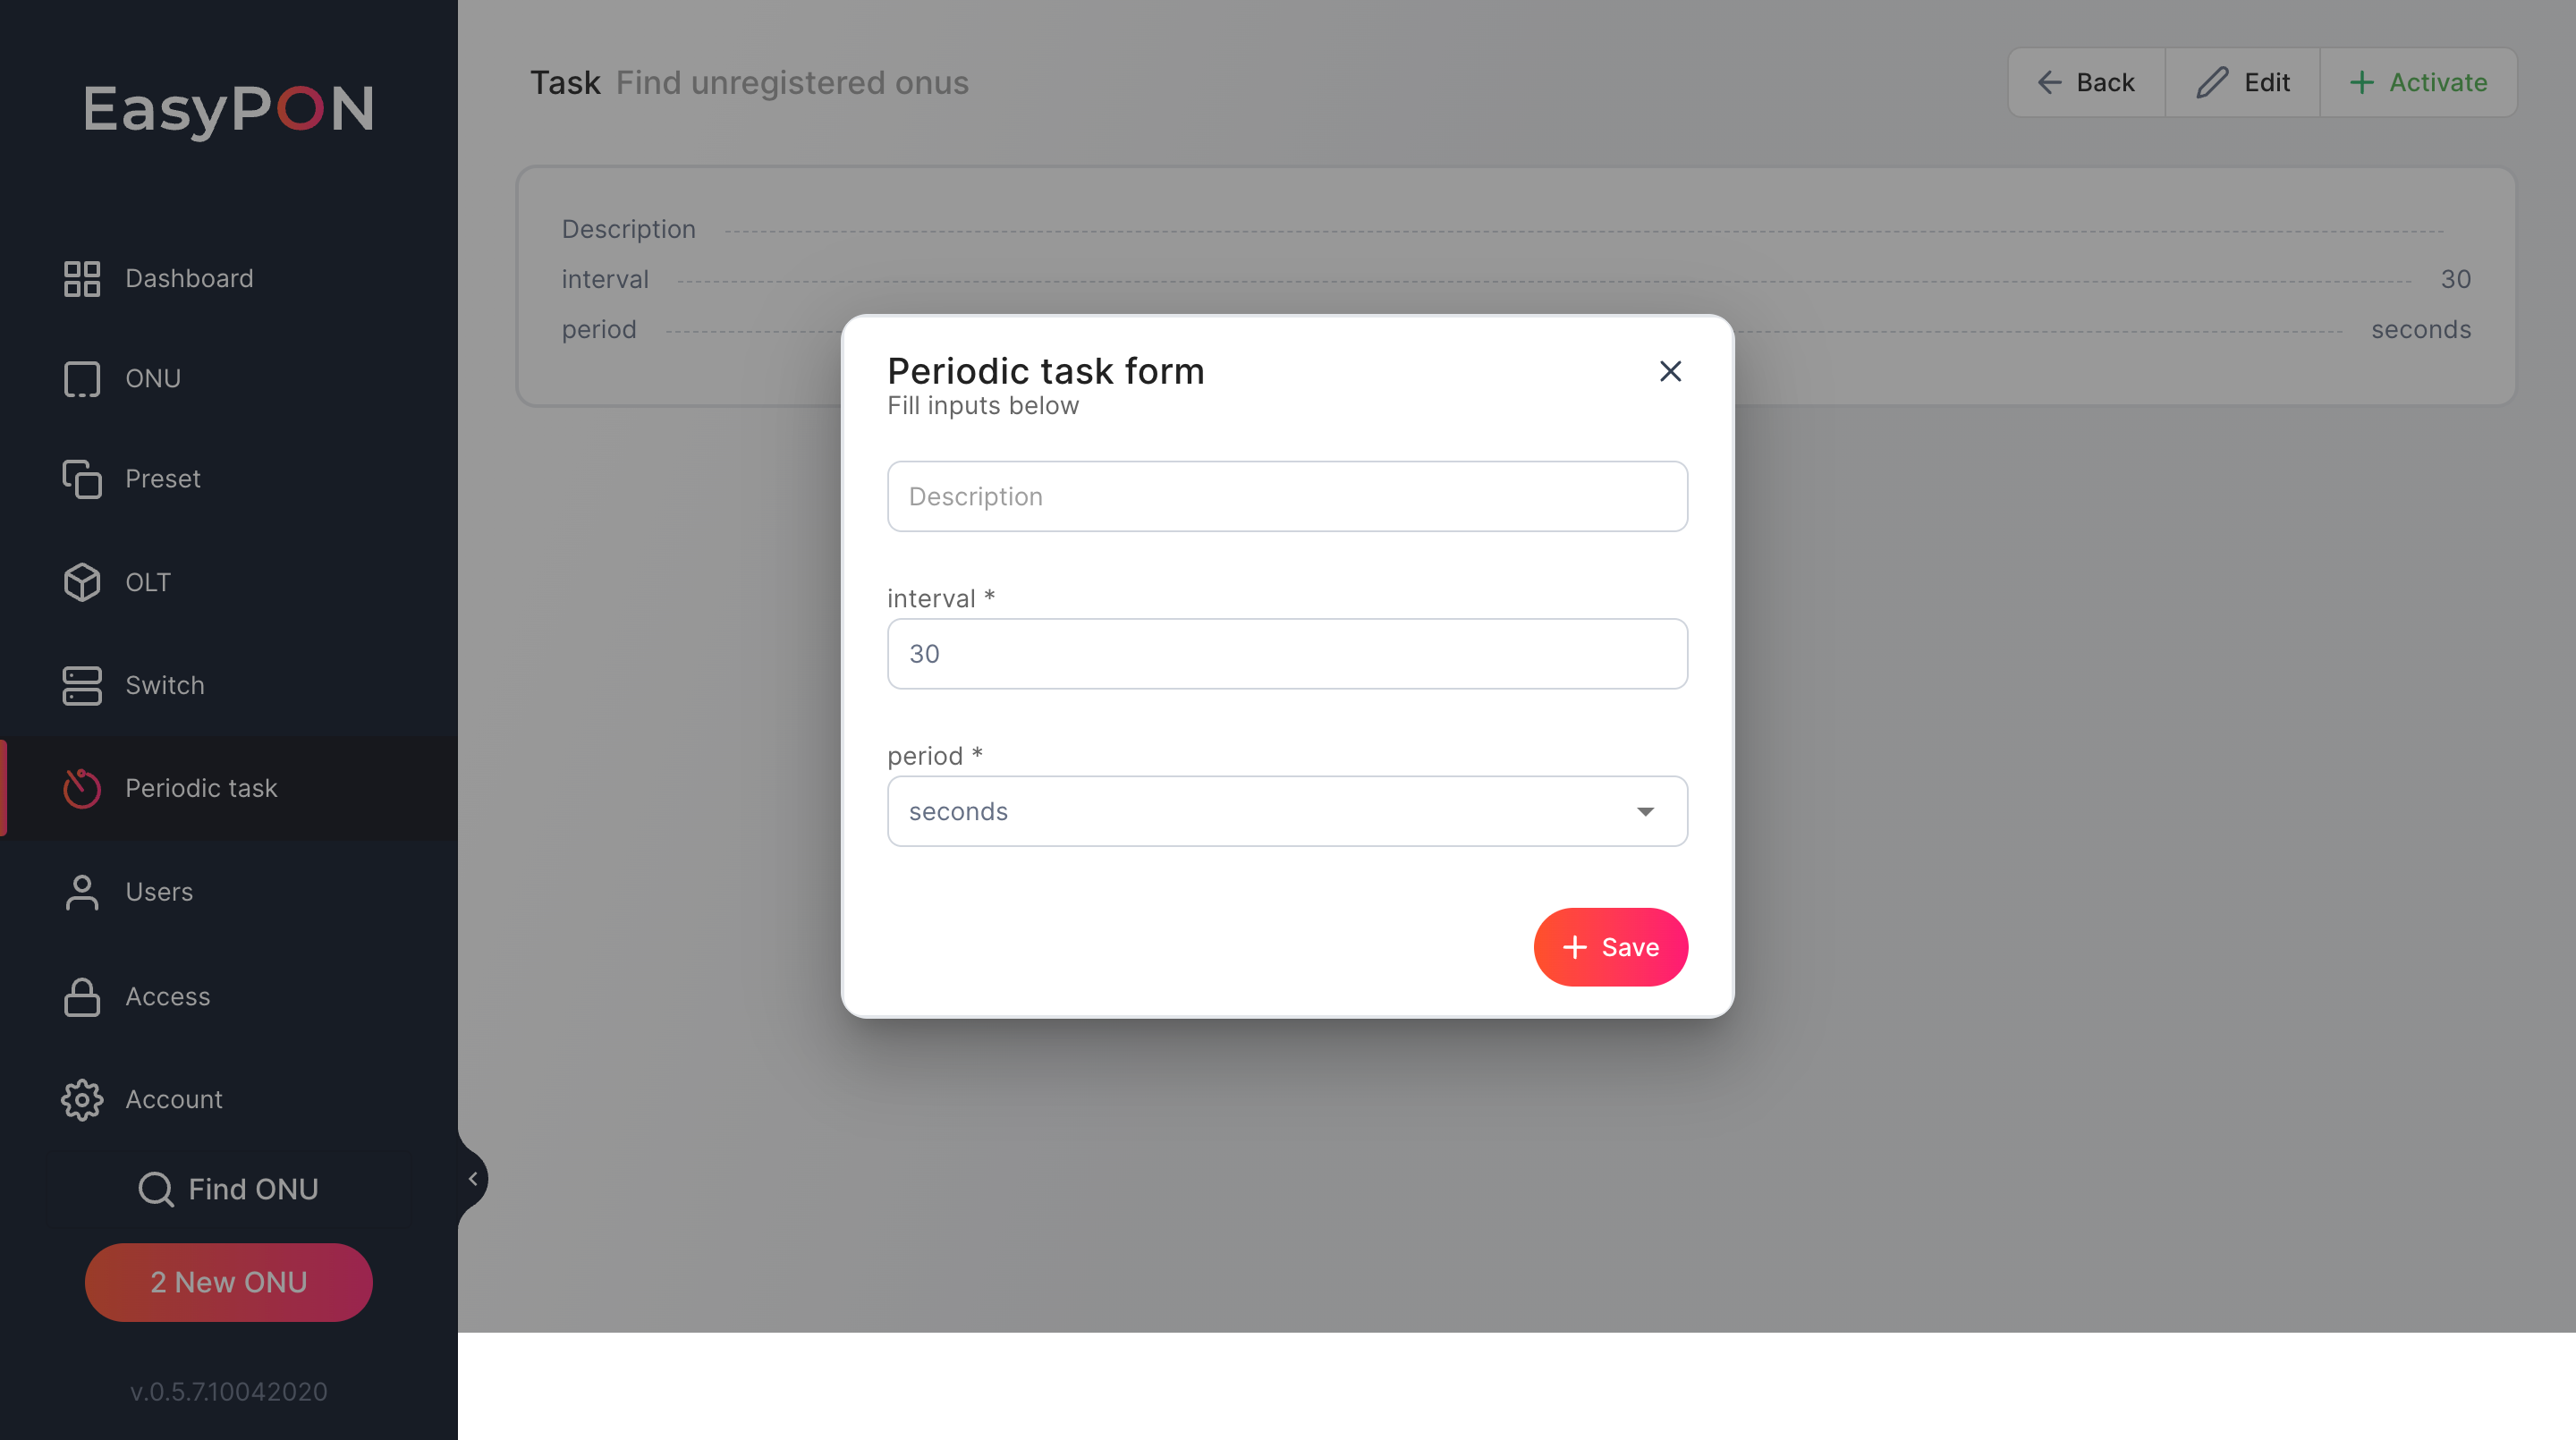 EasyPON
Dashboard
ONU
Preset
OLT
Switch
Periodic task
Users
Access
Account
Find ONU
2 New ONU
v.0.5.7.10042020
Task Find unregistered onus
Back
Edit
Activate
Description
interval 30
period seconds
Periodic task form
Fill inputs below
Description
interval *
30
period *
seconds
Save